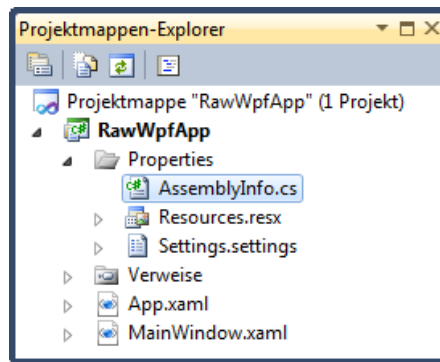 Projektmappen-Explorer
Projektmappe "RawWpfApp" (1 Projekt)
RawWpfApp
Properties
AssemblyInfo.cs
Resources.resx
Settings.settings
Verweise
App.xaml
MainWindow.xaml